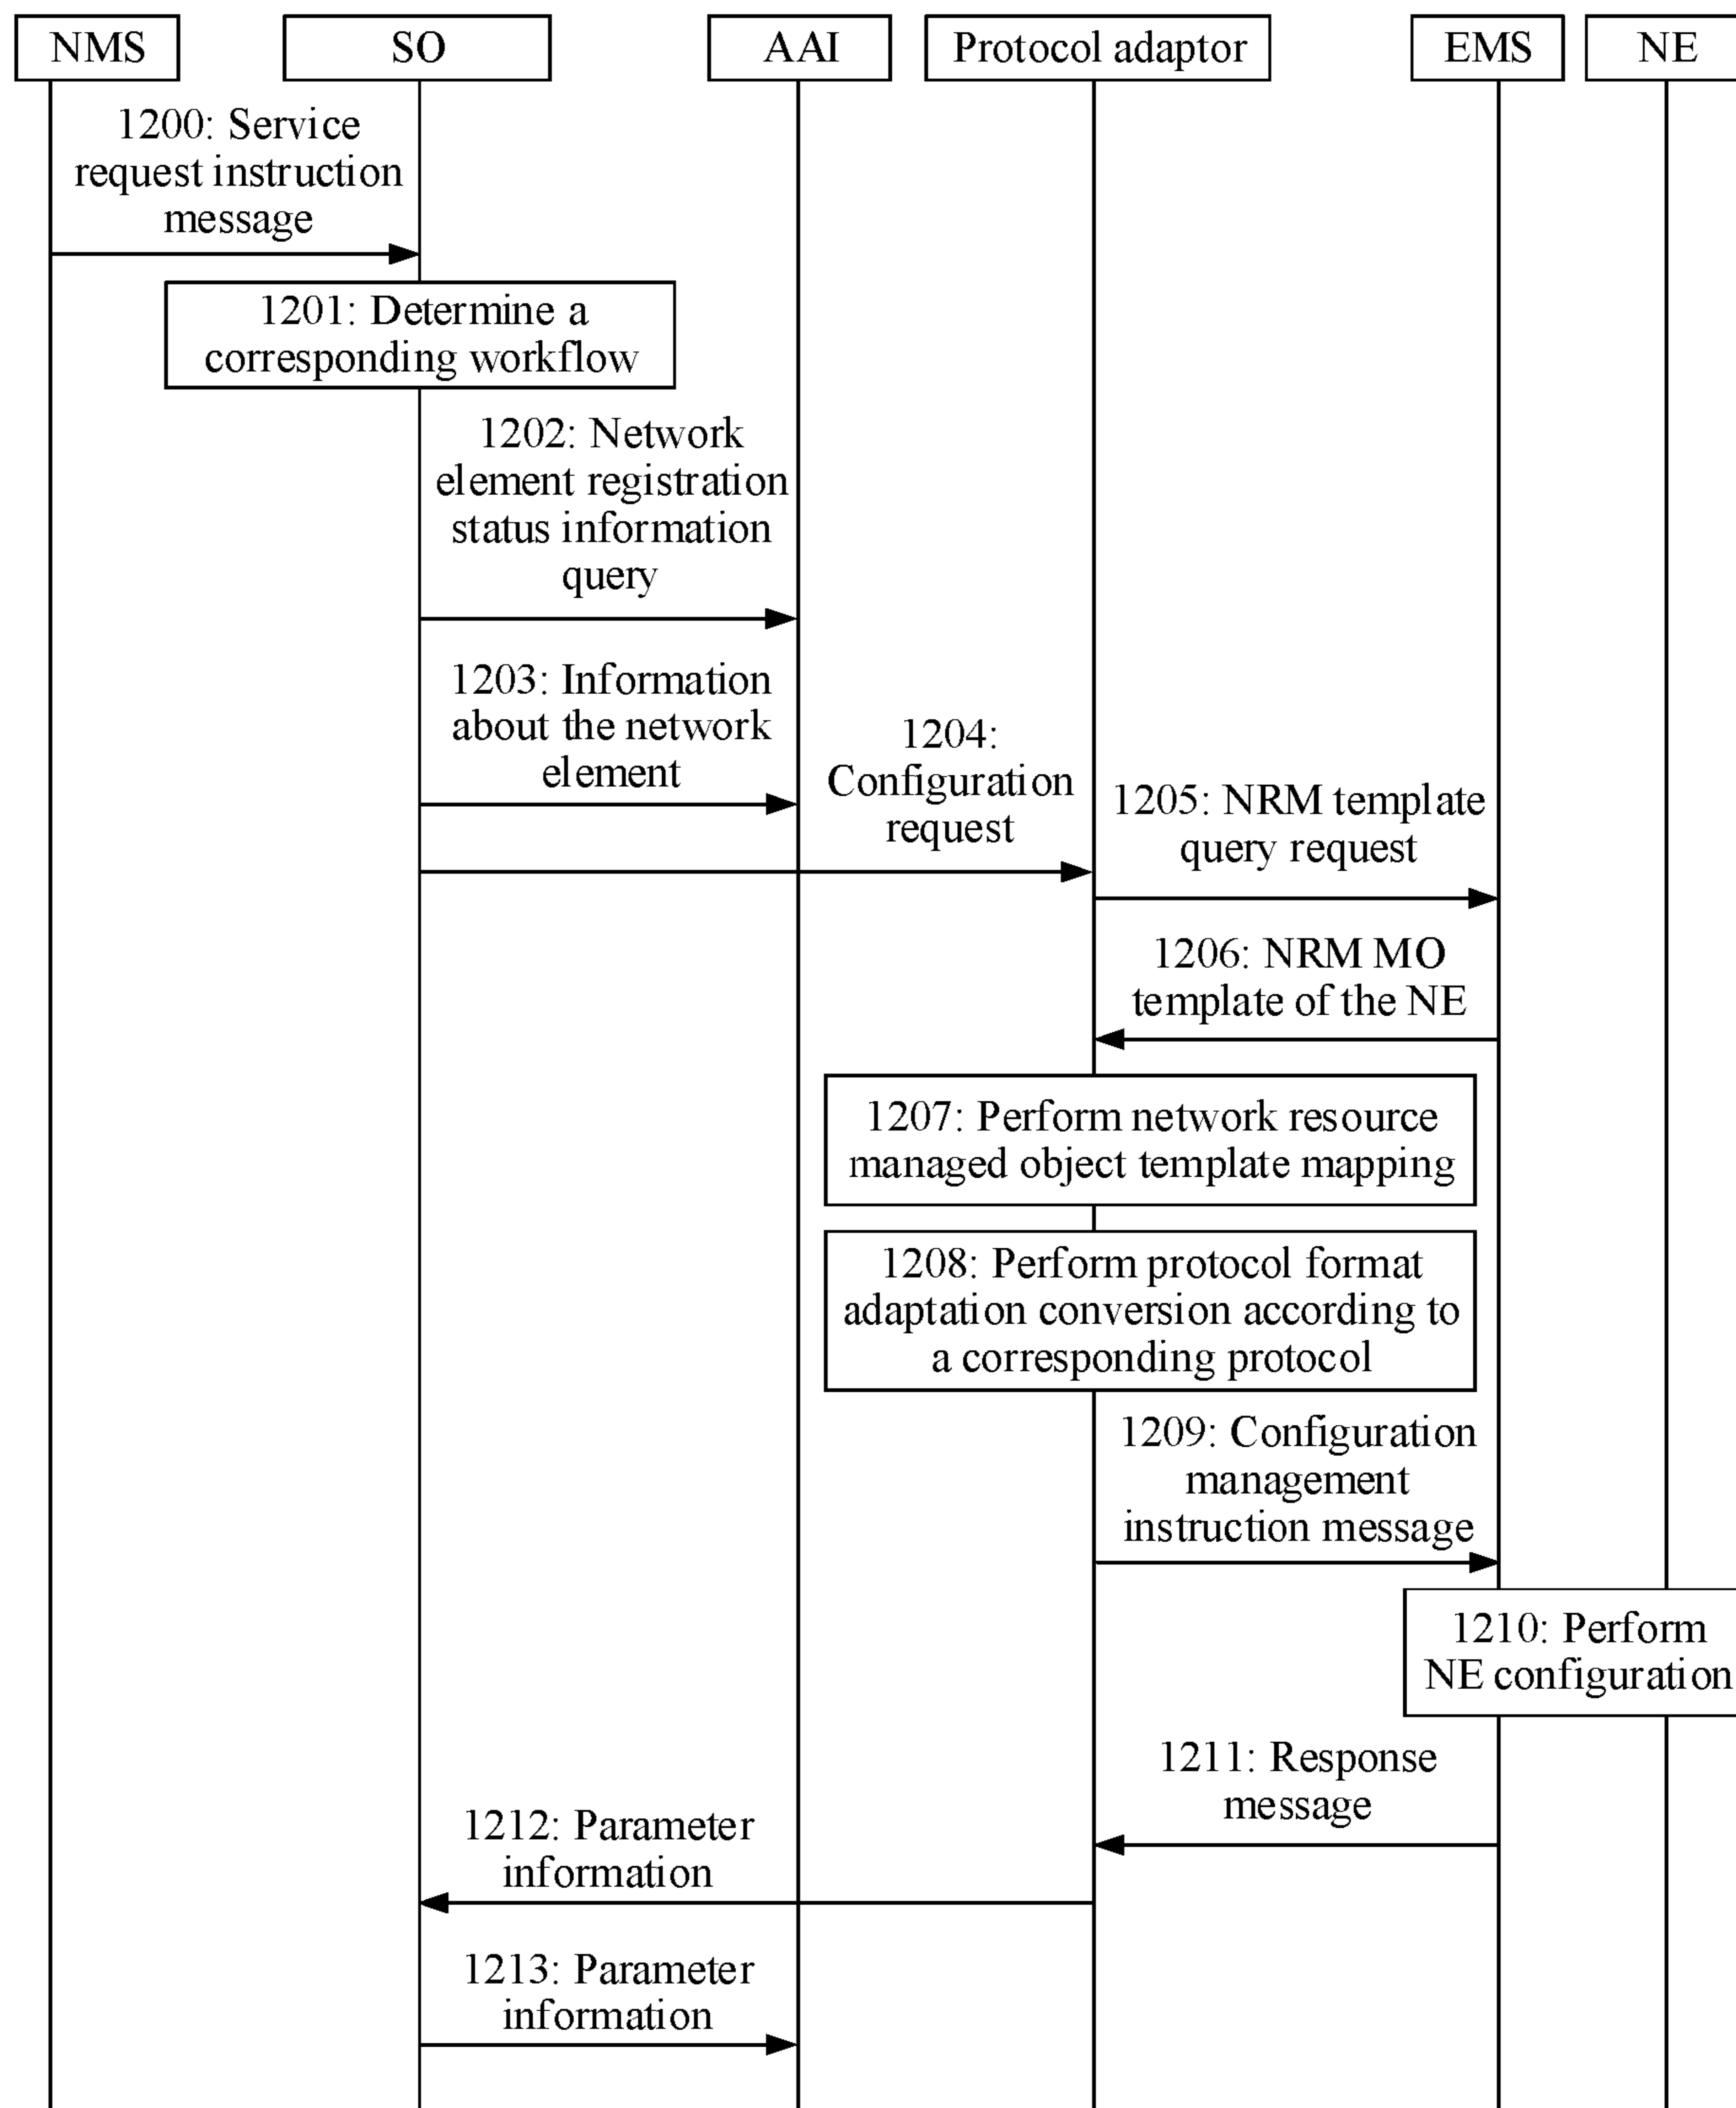 NMS
SO
AAI
Protocol adaptor
EMS
NE
1200: Service
request instruction
message
1201: Determine a
corresponding workflow
1202: Network
element registration
status information
query
1203: Information
about the network
element
1204:
Configuration
request
1205: NRM template
query request
1206: NRM MO
template of the NE
1207: Perform network resource
managed object template mapping
1208: Perform protocol format
adaptation conversion according to
a corresponding protocol
1209: Configuration
management
instruction message
1210: Perform
NE configuration
1211: Response
message
1212: Parameter
information
1213: Parameter
information